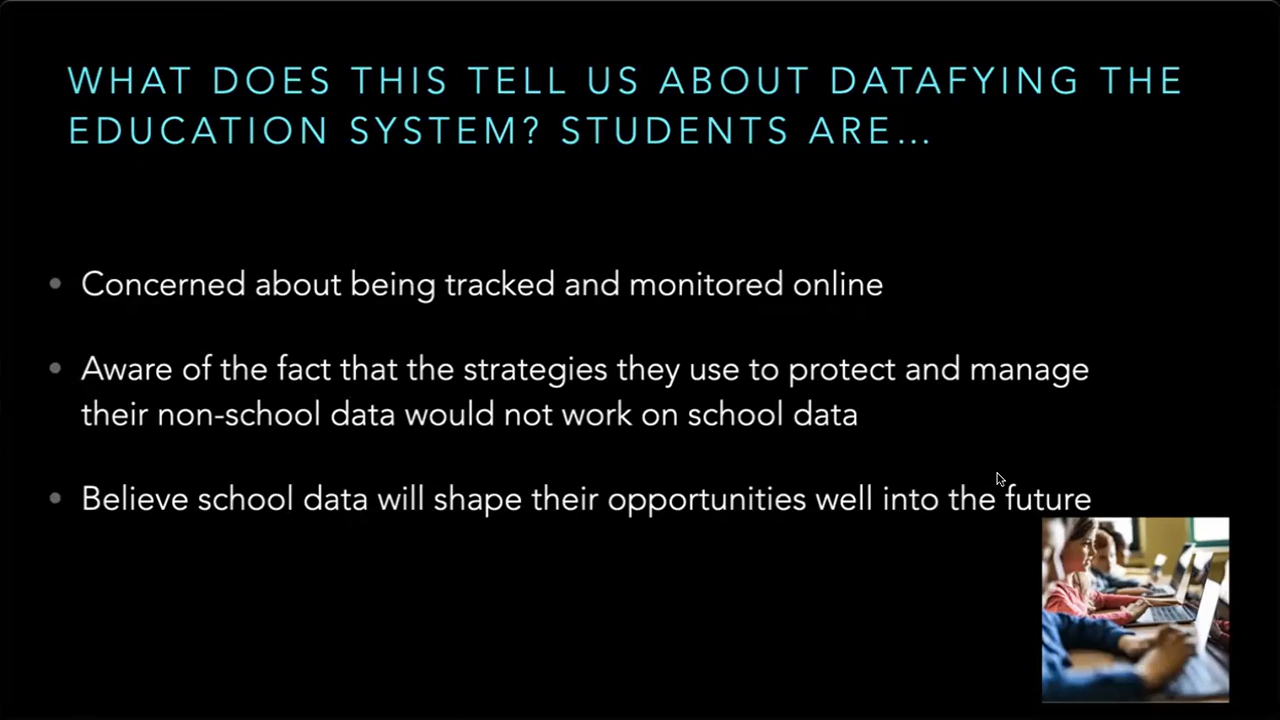 WHAT DOES THIS TELL US ABOUT DATAFYING THE
EDUCATION SYSTEM? STUDENTS ARE...
• Concerned about being tracked and monitored online
• Aware of the fact that the strategies they use to protect and manage
their non-school data would not work on school data
• Believe school data will shape their opportunities well into the future